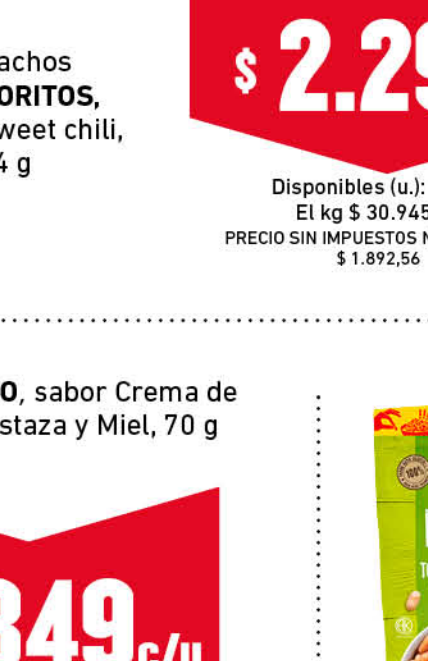 achos
ORITOS,
weet chili,
4 g
$ 2.29
Disponibles (u.):
El kg $ 30.945
PRECIO SIN IMPUESTOS N
$ 1.892,56
O, sabor Crema de
staza y Miel, 70 g
349 c/u
100%